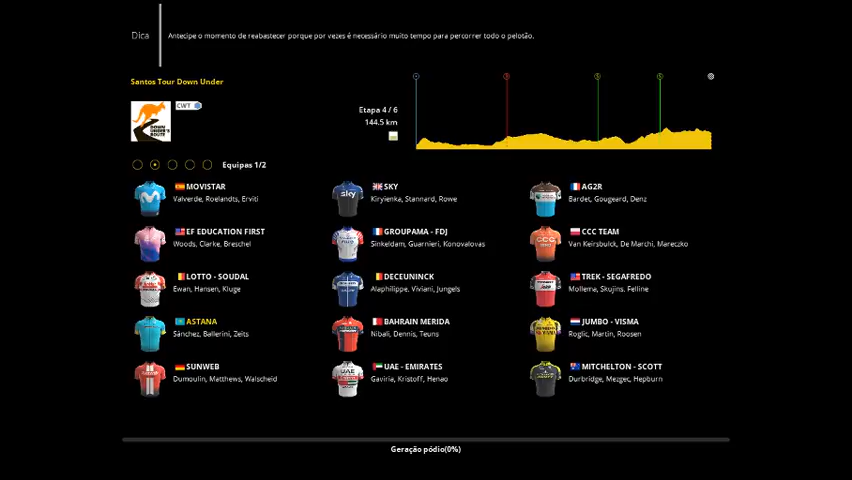 Dica
Antecipe o momento de reabastecer porque por vezes é necessário muito tempo para percorrer todo o pelotão.
Santos Tour Down Under
CWT
DOWN
UNDER'S
ROUTE
Etapa 4 / 6
144.5 km
Equipas 1/2
MOVISTAR
Valverde, Roelandts, Erviti
SKY
Kiryienka, Stannard, Rowe
AG2R
Bardet, Gougeard, Denz
EF EDUCATION FIRST
Woods, Clarke, Breschel
GROUPAMA - FDJ
Sinkeldam, Guarnieri, Konovalovas
CCC TEAM
Van Keirsbulck, De Marchi, Mareczko
LOTTO - SOUDAL
Ewan, Hansen, Kluge
DECEUNINCK
Alaphilippe, Viviani, Jungels
TREK - SEGAFREDO
Mollema, Skujins, Felline
ASTANA
Sánchez, Ballerini, Zeits
BAHRAIN MERIDA
Nibali, Dennis, Teuns
JUMBO - VISMA
Roglic, Martin, Roosen
SUNWEB
Dumoulin, Matthews, Walscheid
UAE - EMIRATES
Gaviria, Kristoff, Henao
MITCHELTON - SCOTT
Durbridge, Mezgec, Hepburn
Geração pódio(0%)